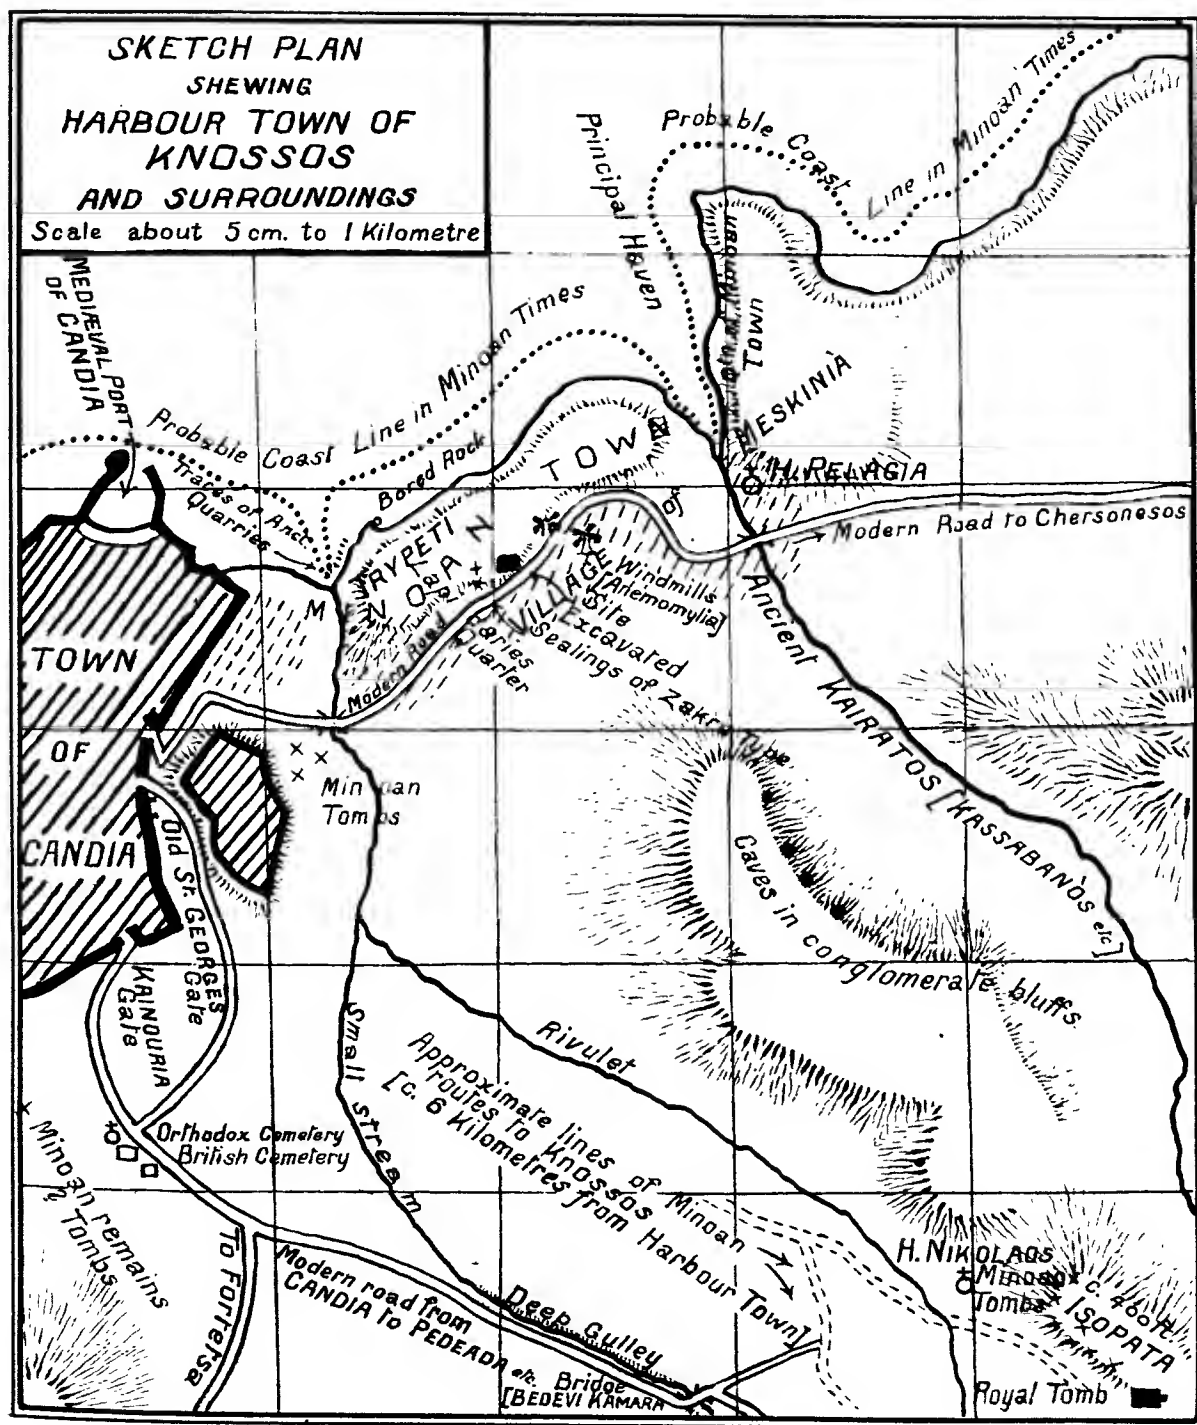 SKETCH PLAN
SHEWING
HARBOUR TOWN OF
KNOSSOS
AND SURROUNDINGS
Scale about 5 cm. to 1 Kilometre
MEDIÆVAL PORT
OF CANDIA
Probable Coast Line in Minoan Times
Principal Haven
Probable Coast Line in Minoan Times
Traces of Anct.
Quarries
Bored Rock
TOWN
MESKINIÀ
H. PELAGIA
TRYPETI
MINOAN TOWN
of
Modern Road to Chersonesos
Windmills
[Anemomylia]
VILLAGE
Site Excavated
Sealings of Zakro Type
Quarter
Modern Road
M
TOWN
OF
CANDIA
Minoan
Tombs
Old St. GEORGES
Gate
KAINOURIA
Gate
Ancient KAIRATOS [KASSABANÒS etc]
Caves in conglomerate bluffs.
Small stream
Rivulet
Approximate lines of Minoan
routes to Knossos
[c. 6 Kilometres from Harbour Town]
Orthodox Cemetery
British Cemetery
Minoan remains
? Tombs
To Fortetsa
Modern road from
CANDIA to PEDEADA etc.
Deep Gulley
Bridge
[BEDEVI KAMARA
H. NIKOLAOS
Minoan
Tombs
c. 460 ft
ISOPATA
Royal Tomb